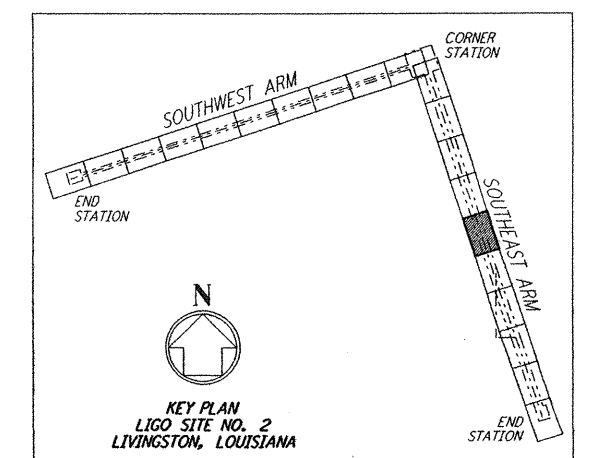 CORNER
STATION
SOUTHWEST ARM
END
STATION
SOUTHEAST ARM
N
KEY PLAN
LIGO SITE NO. 2
LIVINGSTON, LOUISIANA
END
STATION